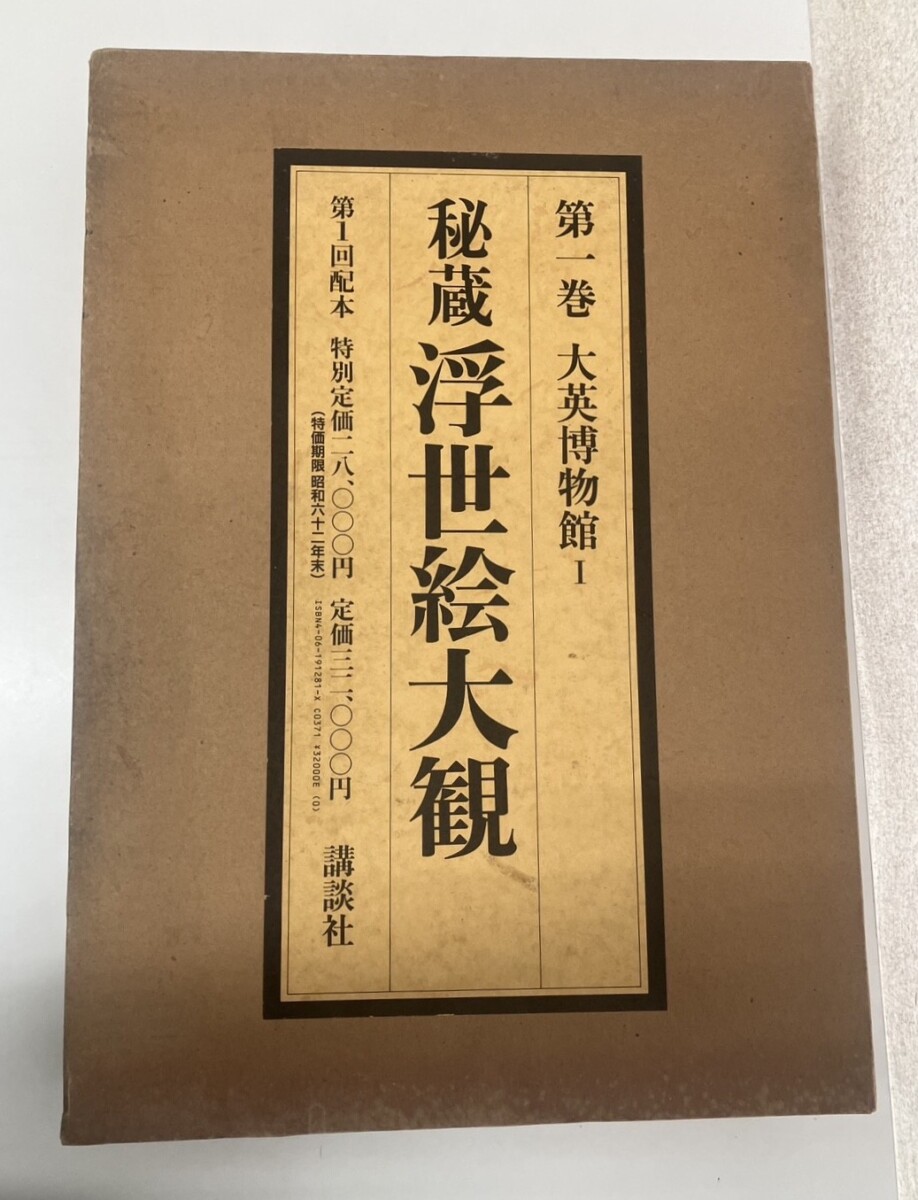 第一巻 大英博物館 I
秘蔵 浮世絵大観
第1回配本 特別定価二八、〇〇〇円 定価三二、〇〇〇円 講談社
(特価期限 昭和六十二年末)
ISBN4-06-191281-X C0371 ¥32000E (0)